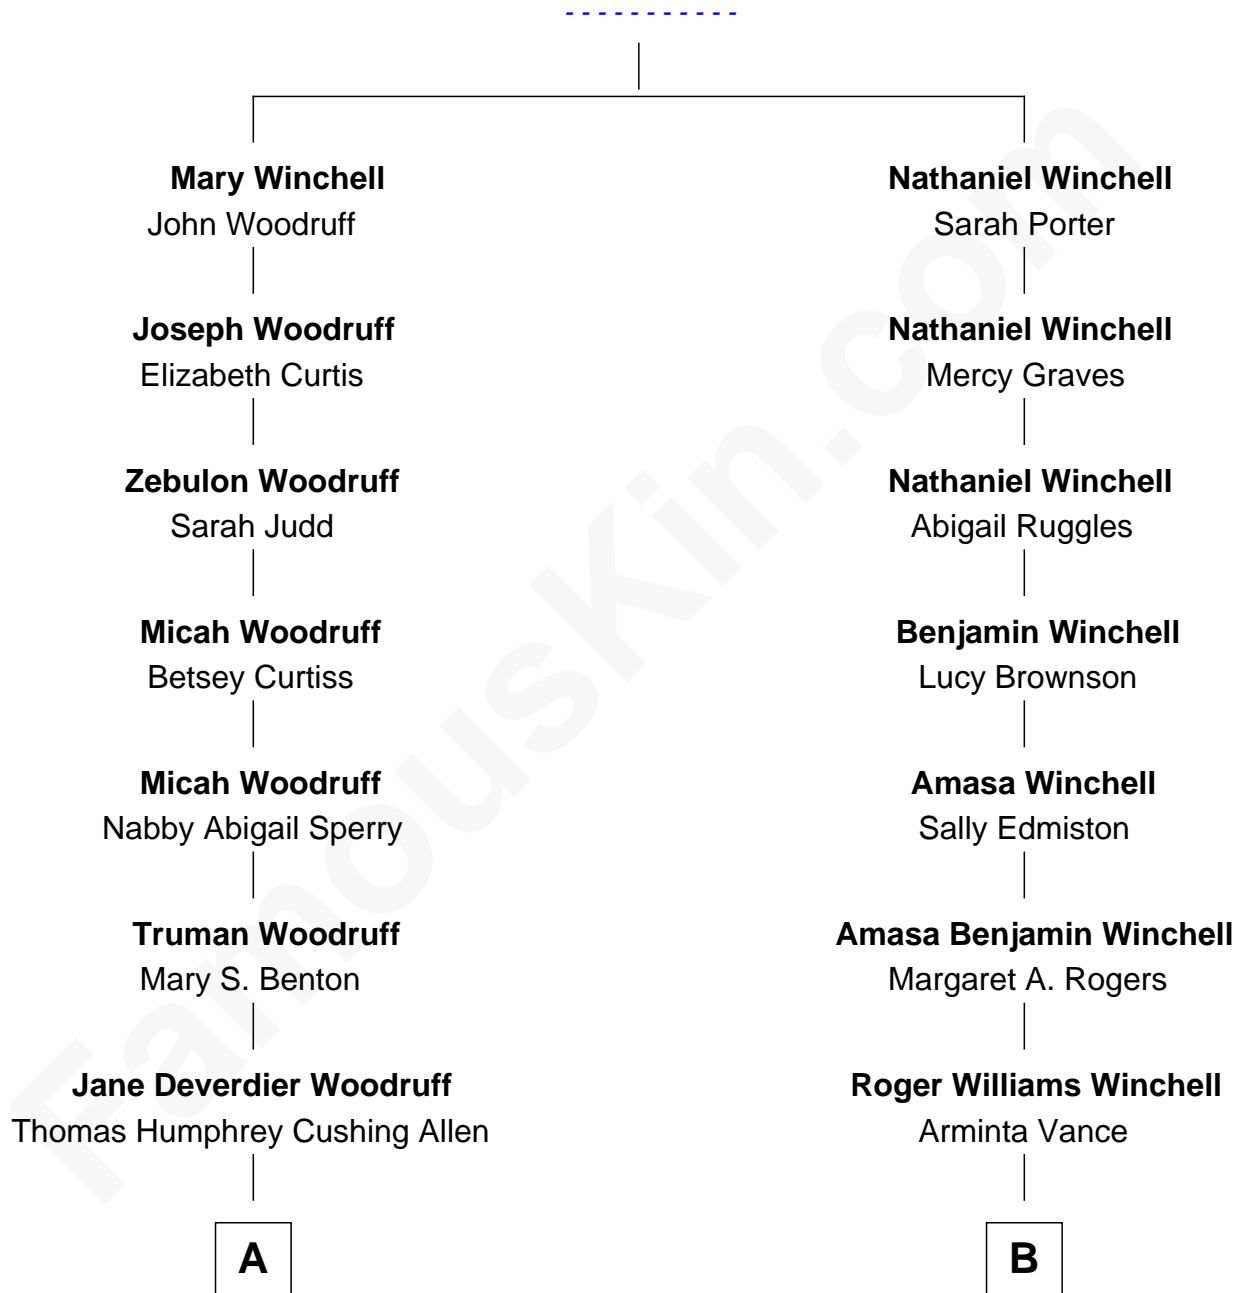 - - - - - - - - - - -
Mary Winchell
John Woodruff
Nathaniel Winchell
Sarah Porter
Joseph Woodruff
Elizabeth Curtis
Nathaniel Winchell
Mercy Graves
Zebulon Woodruff
Sarah Judd
Nathaniel Winchell
Abigail Ruggles
Micah Woodruff
Betsey Curtiss
Benjamin Winchell
Lucy Brownson
Micah Woodruff
Nabby Abigail Sperry
Amasa Winchell
Sally Edmiston
Truman Woodruff
Mary S. Benton
Amasa Benjamin Winchell
Margaret A. Rogers
Jane Deverdier Woodruff
Thomas Humphrey Cushing Allen
Roger Williams Winchell
Arminta Vance
A
B
FamousKin.com